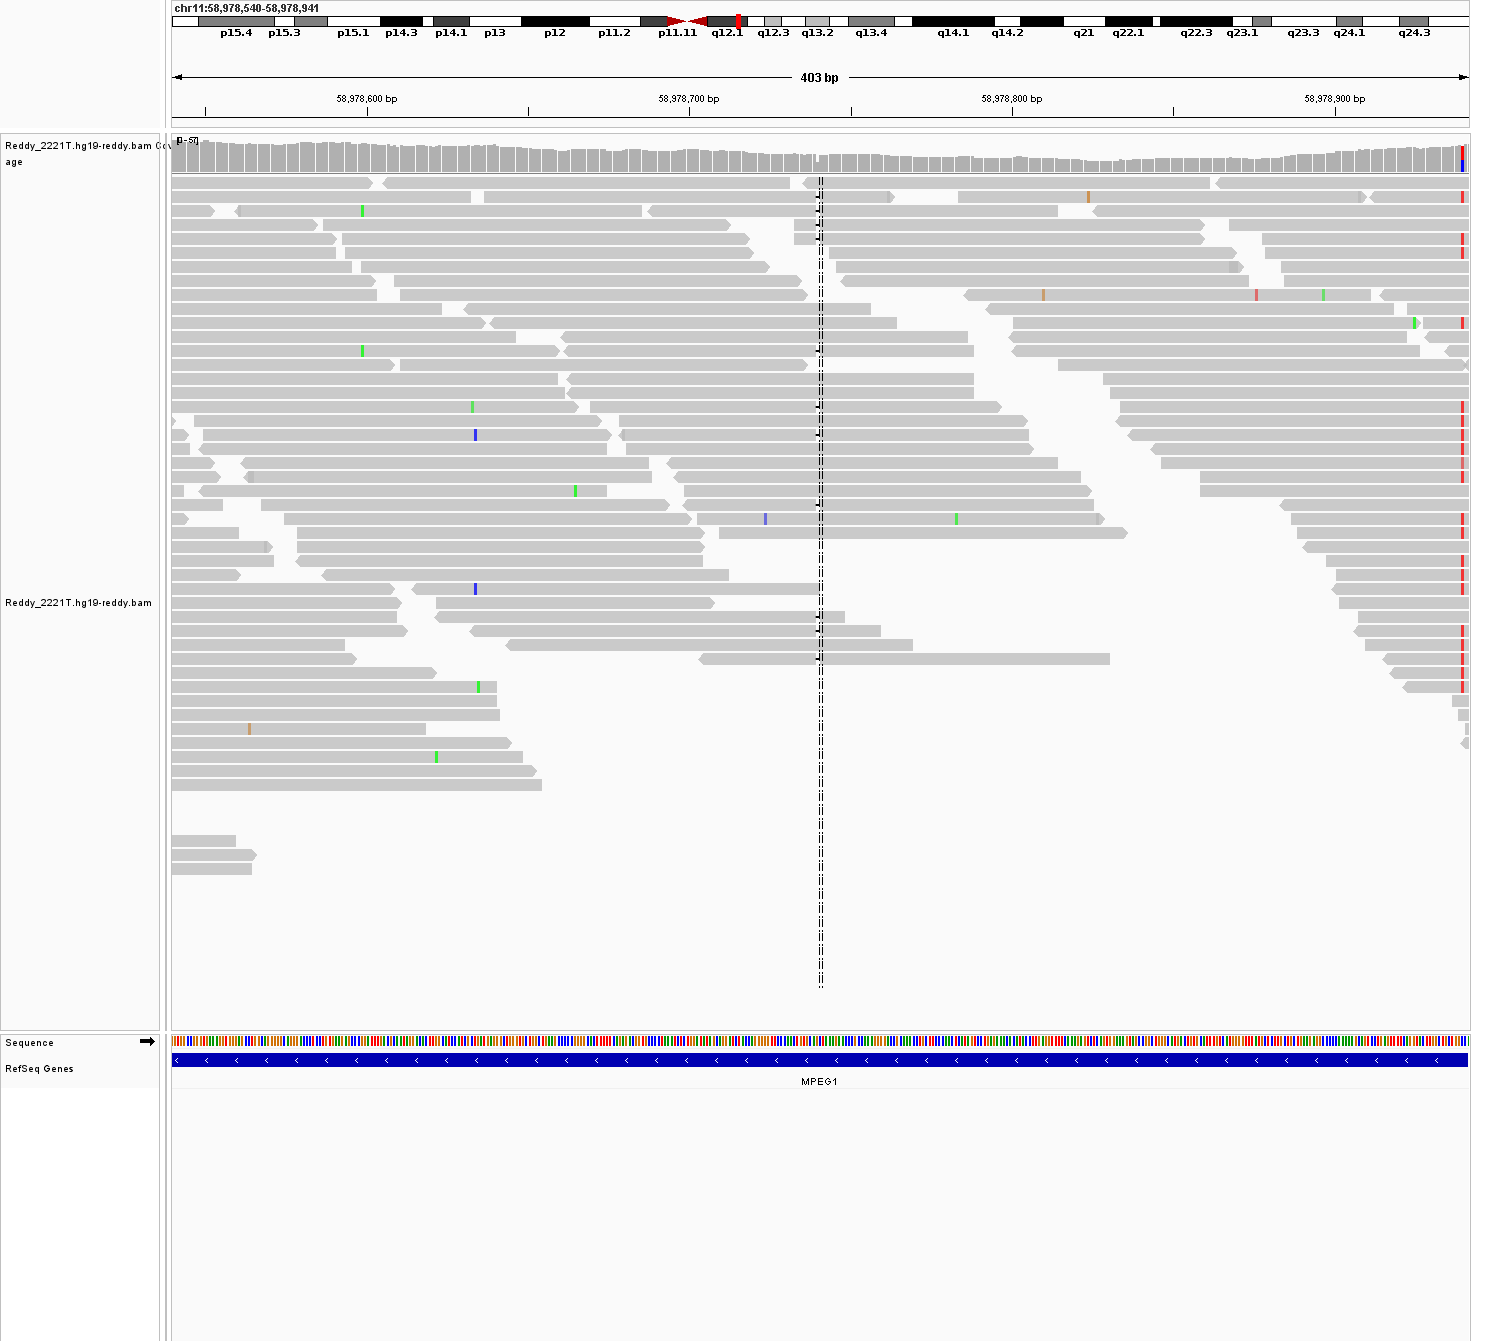 chr11:58,978,540-58,978,941
p15.4 p15.3 p15.1 p14.3 p14.1 p13 p12 p11.2 p11.11 q12.1 q12.3 q13.2 q13.4 q14.1 q14.2 q21 q22.1 q22.3 q23.1 q23.3 q24.1 q24.3
403 bp
58,978,600 bp 58,978,700 bp 58,978,800 bp 58,978,900 bp
[0 - 57]
Reddy_2221T.hg19-reddy.bam Cov
age
Reddy_2221T.hg19-reddy.bam
Sequence
RefSeq Genes
MPEG1